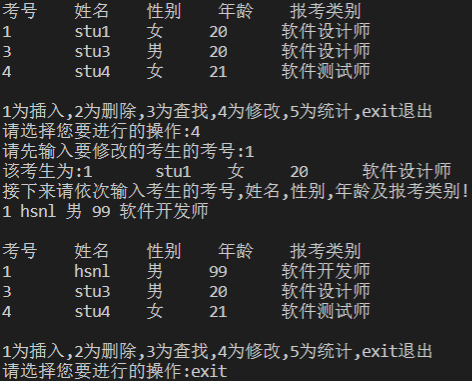 考号 姓名 性别 年龄 报考类别
1 stu1 女 20 软件设计师
3 stu3 男 20 软件设计师
4 stu4 女 21 软件测试师
1为插入,2为删除,3为查找,4为修改,5为统计,exit退出
请选择您要进行的操作:4
请先输入要修改的考生的考号:1
该考生为:1 stu1 女 20 软件设计师
接下来请依次输入考生的考号,姓名,性别,年龄及报考类别!
1 hsnl 男 99 软件开发师
考号 姓名 性别 年龄 报考类别
1 hsnl 男 99 软件开发师
3 stu3 男 20 软件设计师
4 stu4 女 21 软件测试师
1为插入,2为删除,3为查找,4为修改,5为统计,exit退出
请选择您要进行的操作:exit